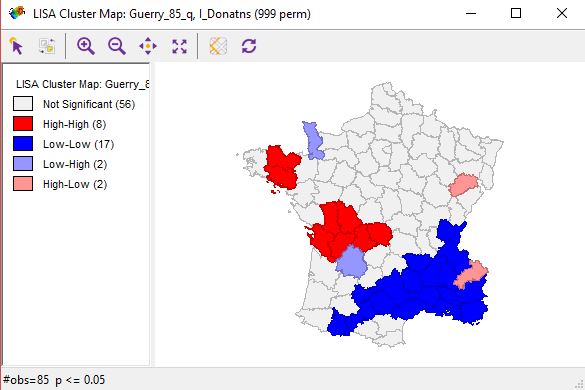 LISA Cluster Map: Guerry_85_q, I_Donatns (999 perm)
LISA Cluster Map: Guerry_8
Not Significant (56)
High-High (8)
Low-Low (17)
Low-High (2)
High-Low (2)
#obs=85 p <= 0.05